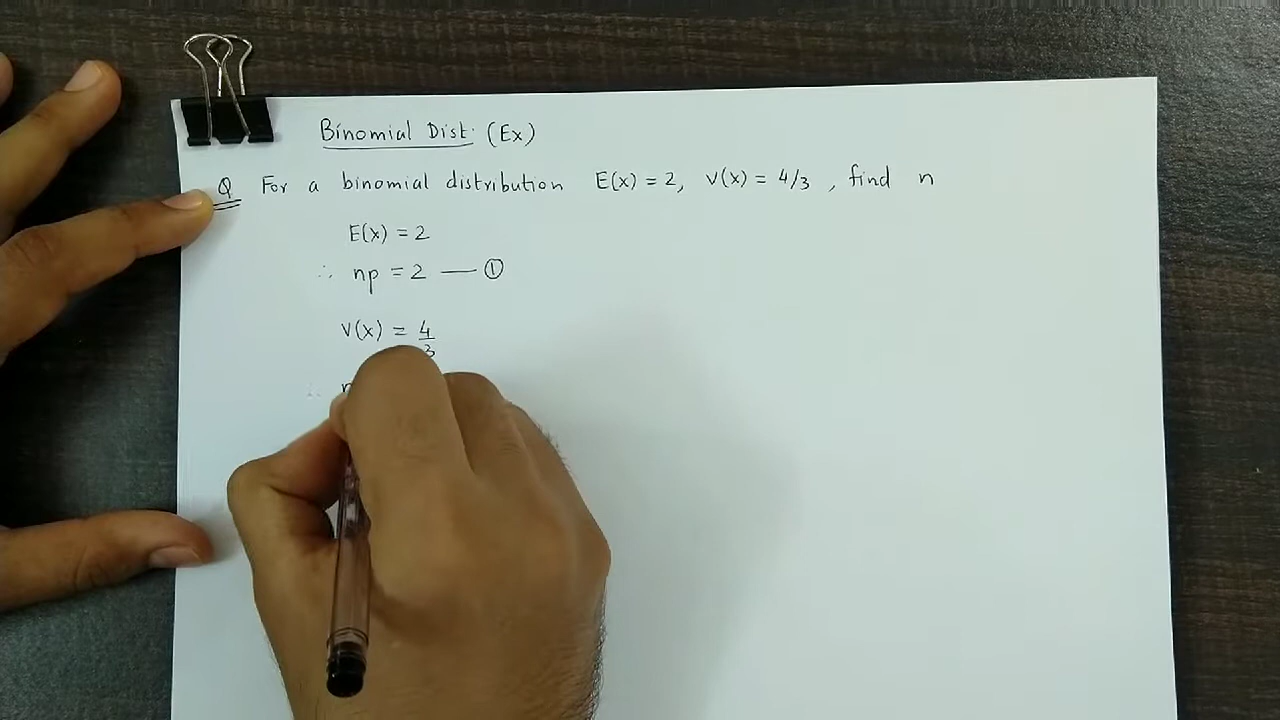 Binomial Dist. (Ex)
Q For a binomial distribution E(x) = 2, V(x) = 4/3, find n
E(x) = 2
∴ np = 2 — ①
V(x) = 4/3
∴ n